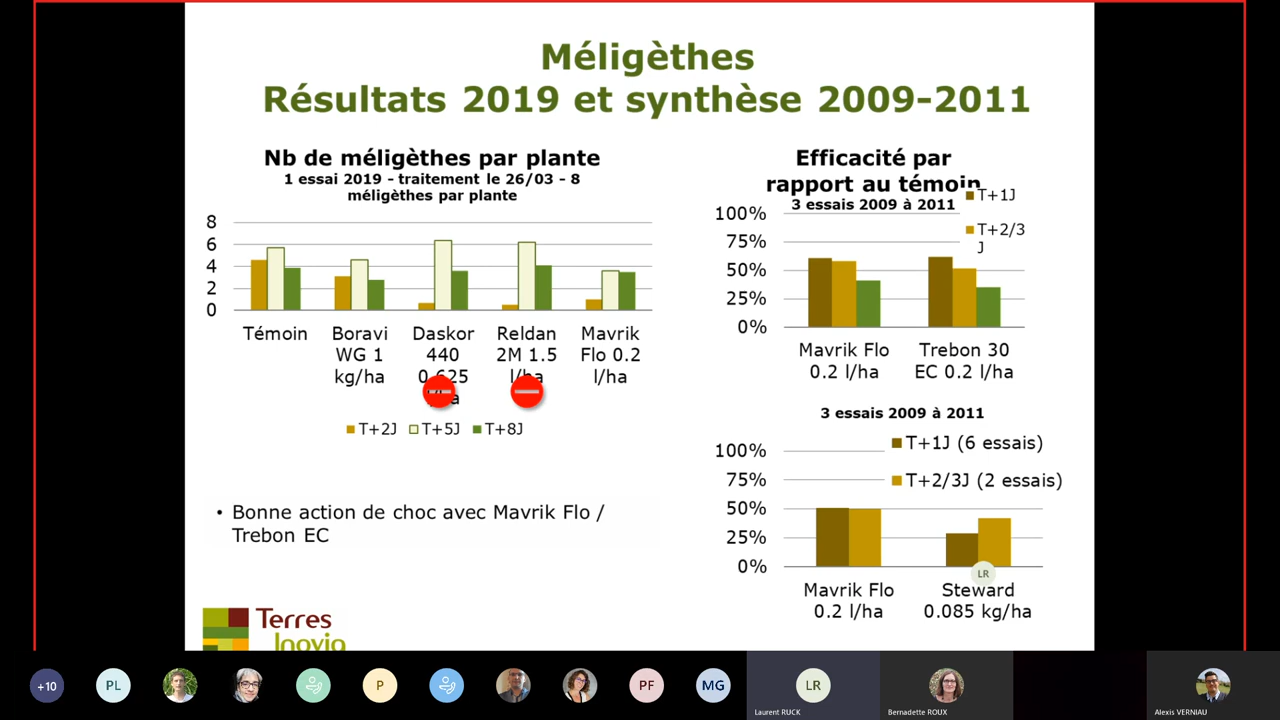 Méligèthes
Résultats 2019 et synthèse 2009-2011
Nb de méligèthes par plante
1 essai 2019 - traitement le 26/03 - 8
méligèthes par plante
8
6
4
2
0
Témoin
Boravi
WG 1
kg/ha
Daskor
440
0.625
Reldan
2M 1.5
l/ha
Mavrik
Flo 0.2
l/ha
T+2J
T+5J
T+8J
• Bonne action de choc avec Mavrik Flo /
Trebon EC
Terres
Inovia
Efficacité par
rapport au témoin
3 essais 2009 à 2011
T+1J
T+2/3
J
100%
75%
50%
25%
0%
Mavrik Flo
0.2 l/ha
Trebon 30
EC 0.2 l/ha
3 essais 2009 à 2011
T+1J (6 essais)
T+2/3J (2 essais)
100%
75%
50%
25%
0%
LR
Mavrik Flo
0.2 l/ha
Steward
0.085 kg/ha
+10
PL
P
PF
MG
LR
Laurent RUCK
Bernadette ROUX
Alexis VERNIAU